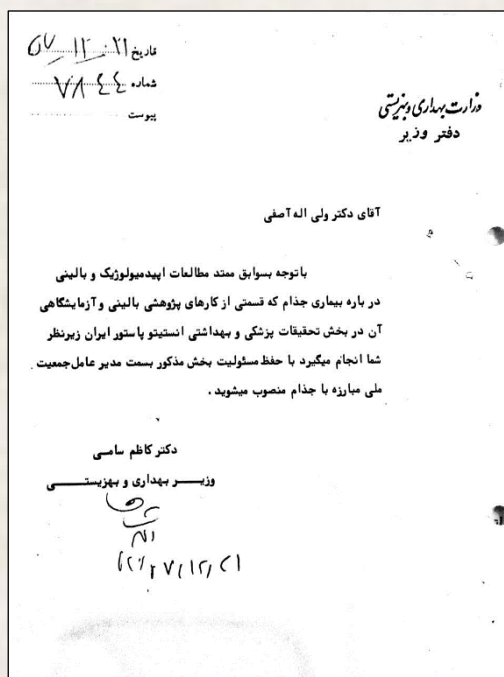 تاریخ ۵۷-۱۲-۲۱
شماره ۷۸۴۴
پیوست
وزارت بهداری و بهزیستی
دفتر وزیر
آقای دکتر ولی اله آصفی
باتوجه بسوابق ممتد مطالعات اپیدمیولوژیک و بالینی
در باره بیماری جذام که قسمتی از کارهای پژوهشی بالینی و آزمایشگاهی
آن در بخش تحقیقات پزشکی و بهداشتی انستیتو پاستور ایران زیرنظر
شما انجام میگیرد با حفظ مسئولیت بخش مذکور بسمت مدیر عامل جمعیت
ملی مبارزه با جذام منصوب میشوید .
دکتر کاظم سامی
وزیر بهداری و بهزیستی